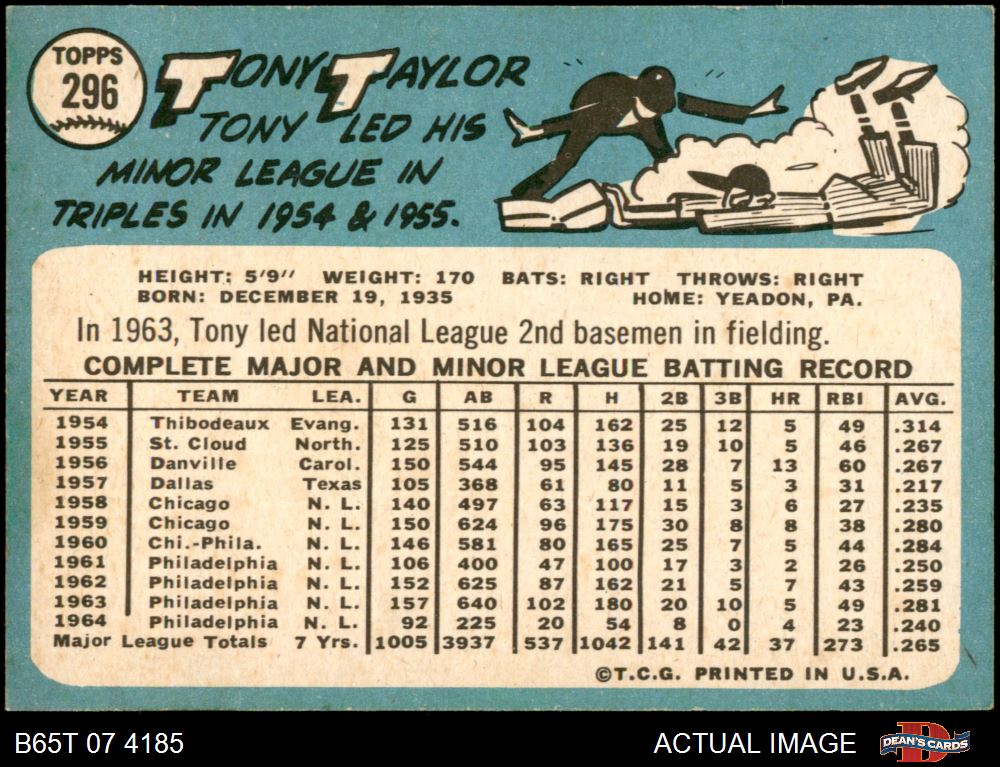 TOPPS
296
TONY TAYLOR
TONY LED HIS
MINOR LEAGUE IN
TRIPLES IN 1954 & 1955.
HEIGHT: 5'9" WEIGHT: 170 BATS: RIGHT THROWS: RIGHT
BORN: DECEMBER 19, 1935 HOME: YEADON, PA.
In 1963, Tony led National League 2nd basemen in fielding.
COMPLETE MAJOR AND MINOR LEAGUE BATTING RECORD
YEAR TEAM LEA. G AB R H 2B 3B HR RBI AVG.
1954 Thibodeaux Evang. 131 516 104 162 25 12 5 49 .314
1955 St. Cloud North. 125 510 103 136 19 10 5 46 .267
1956 Danville Carol. 150 544 95 145 28 7 13 60 .267
1957 Dallas Texas 105 368 61 80 11 5 3 31 .217
1958 Chicago N. L. 140 497 63 117 15 3 6 27 .235
1959 Chicago N. L. 150 624 96 175 30 8 8 38 .280
1960 Chi.-Phila. N. L. 146 581 80 165 25 7 5 44 .284
1961 Philadelphia N. L. 106 400 47 100 17 3 2 26 .250
1962 Philadelphia N. L. 152 625 87 162 21 5 7 43 .259
1963 Philadelphia N. L. 157 640 102 180 20 10 5 49 .281
1964 Philadelphia N. L. 92 225 20 54 8 0 4 23 .240
Major League Totals 7 Yrs. 1005 3937 537 1042 141 42 37 273 .265
©T.C.G. PRINTED IN U.S.A.
B65T 07 4185 ACTUAL IMAGE
D
DEAN'S CARDS